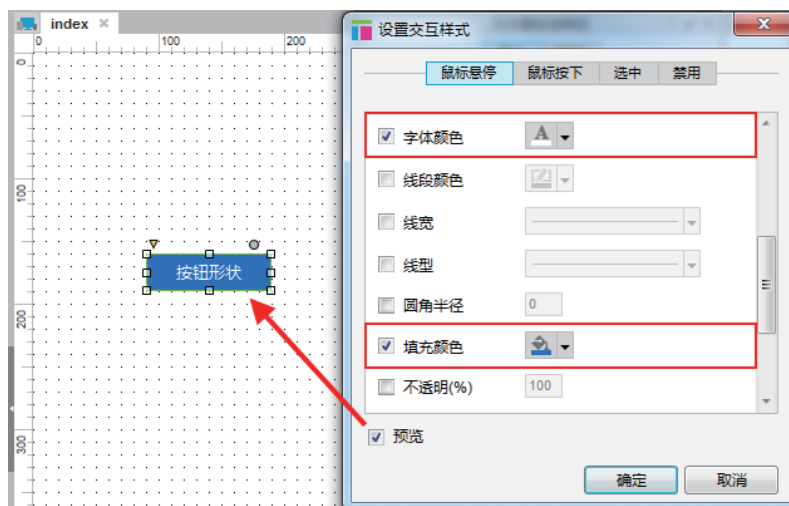 index
0 100 200
0
100
200
300
按钮形状
设置交互样式
鼠标悬停 鼠标按下 选中 禁用
字体颜色 A
线段颜色
线宽
线型
圆角半径 0
填充颜色
不透明(%) 100
预览
确定 取消